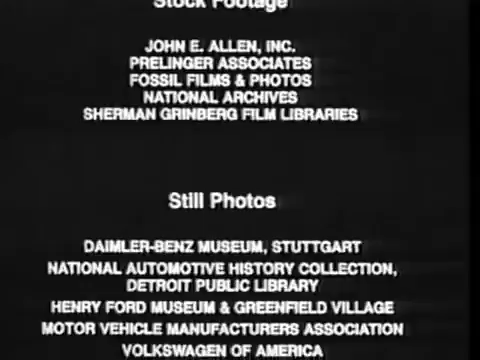 Stock Footage
JOHN E. ALLEN, INC.
PRELINGER ASSOCIATES
FOSSIL FILMS & PHOTOS
NATIONAL ARCHIVES
SHERMAN GRINBERG FILM LIBRARIES
Still Photos
DAIMLER-BENZ MUSEUM, STUTTGART
NATIONAL AUTOMOTIVE HISTORY COLLECTION,
DETROIT PUBLIC LIBRARY
HENRY FORD MUSEUM & GREENFIELD VILLAGE
MOTOR VEHICLE MANUFACTURERS ASSOCIATION
VOLKSWAGEN OF AMERICA